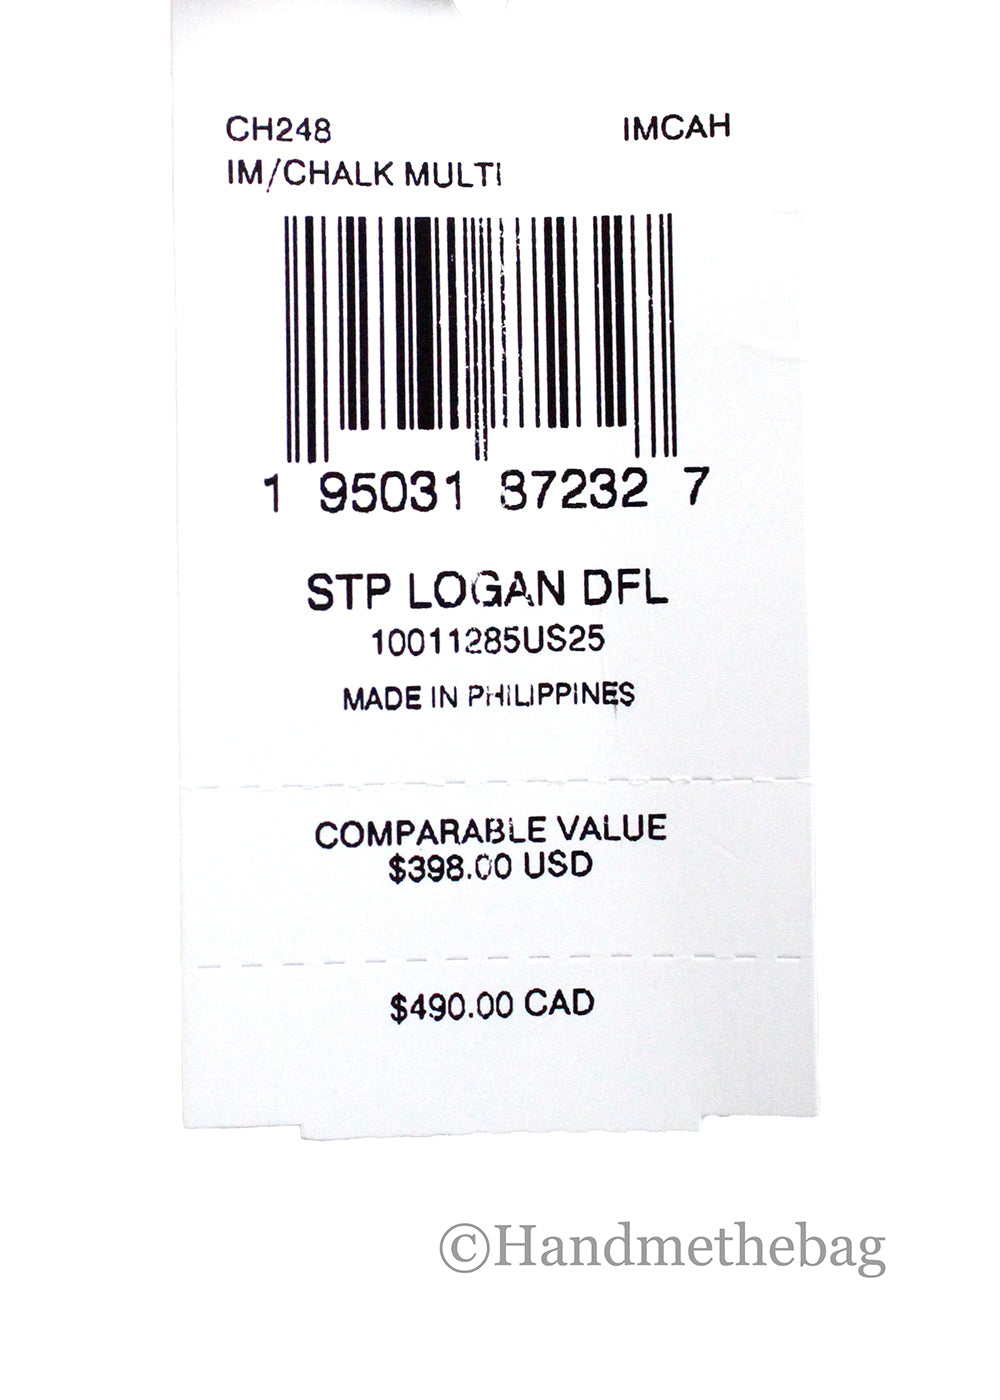 CH248 IMCAH
IM/CHALK MULTI
1 95031 87232 7
STP LOGAN DFL
10011285US25
MADE IN PHILIPPINES
COMPARABLE VALUE
$398.00 USD
$490.00 CAD
©Handmethebag